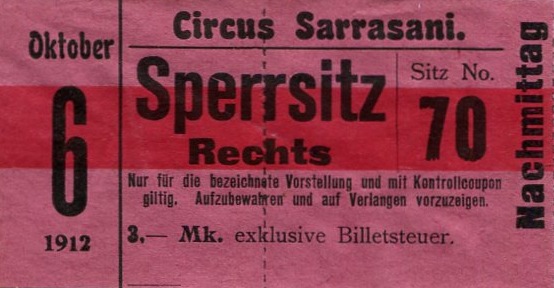 Oktober
6
1912
Circus Sarrasani.
Sperrsitz
Rechts
Sitz No.
70
Nur für die bezeichnete Vorstellung und mit Kontrollcoupon
giltig. Aufzubewahren und auf Verlangen vorzuzeigen.
3,— Mk. exklusive Billetsteuer.
Nachmittag